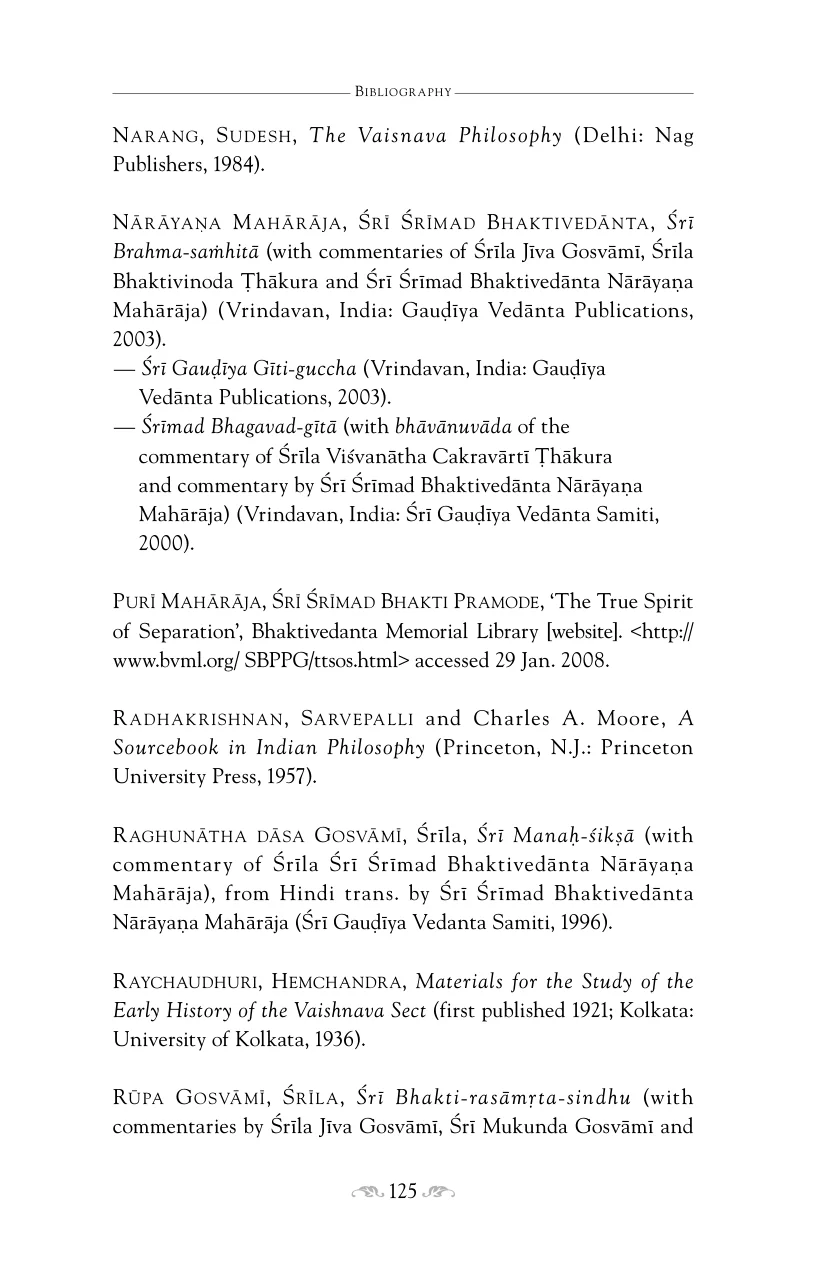 Bibliography
Narang, Sudesh, The Vaisnava Philosophy (Delhi: Nag
Publishers, 1984).
Nārāyaṇa Mahārāja, Śrī Śrīmad Bhaktivedānta, Śrī
Brahma-saṁhitā (with commentaries of Śrīla Jīva Gosvāmī, Śrīla
Bhaktivinoda Ṭhākura and Śrī Śrīmad Bhaktivedānta Nārāyaṇa
Mahārāja) (Vrindavan, India: Gauḍīya Vedānta Publications,
2003).
— Śrī Gauḍīya Gīti-guccha (Vrindavan, India: Gauḍīya
Vedānta Publications, 2003).
— Śrīmad Bhagavad-gītā (with bhāvānuvāda of the
commentary of Śrīla Viśvanātha Cakravārtī Ṭhākura
and commentary by Śrī Śrīmad Bhaktivedānta Nārāyaṇa
Mahārāja) (Vrindavan, India: Śrī Gauḍīya Vedānta Samiti,
2000).
Purī Mahārāja, Śrī Śrīmad Bhakti Pramode, ‘The True Spirit
of Separation’, Bhaktivedanta Memorial Library [website]. <http://
www.bvml.org/ SBPPG/ttsos.html> accessed 29 Jan. 2008.
Radhakrishnan, Sarvepalli and Charles A. Moore, A
Sourcebook in Indian Philosophy (Princeton, N.J.: Princeton
University Press, 1957).
Raghunātha dāsa Gosvāmī, Śrīla, Śrī Manaḥ-śikṣā (with
commentary of Śrīla Śrī Śrīmad Bhaktivedānta Nārāyaṇa
Mahārāja), from Hindi trans. by Śrī Śrīmad Bhaktivedānta
Nārāyaṇa Mahārāja (Śrī Gauḍīya Vedanta Samiti, 1996).
Raychaudhuri, Hemchandra, Materials for the Study of the
Early History of the Vaishnava Sect (first published 1921; Kolkata:
University of Kolkata, 1936).
Rūpa Gosvāmī, Śrīla, Śrī Bhakti-rasāmṛta-sindhu (with
commentaries by Śrīla Jīva Gosvāmī, Śrī Mukunda Gosvāmī and
125